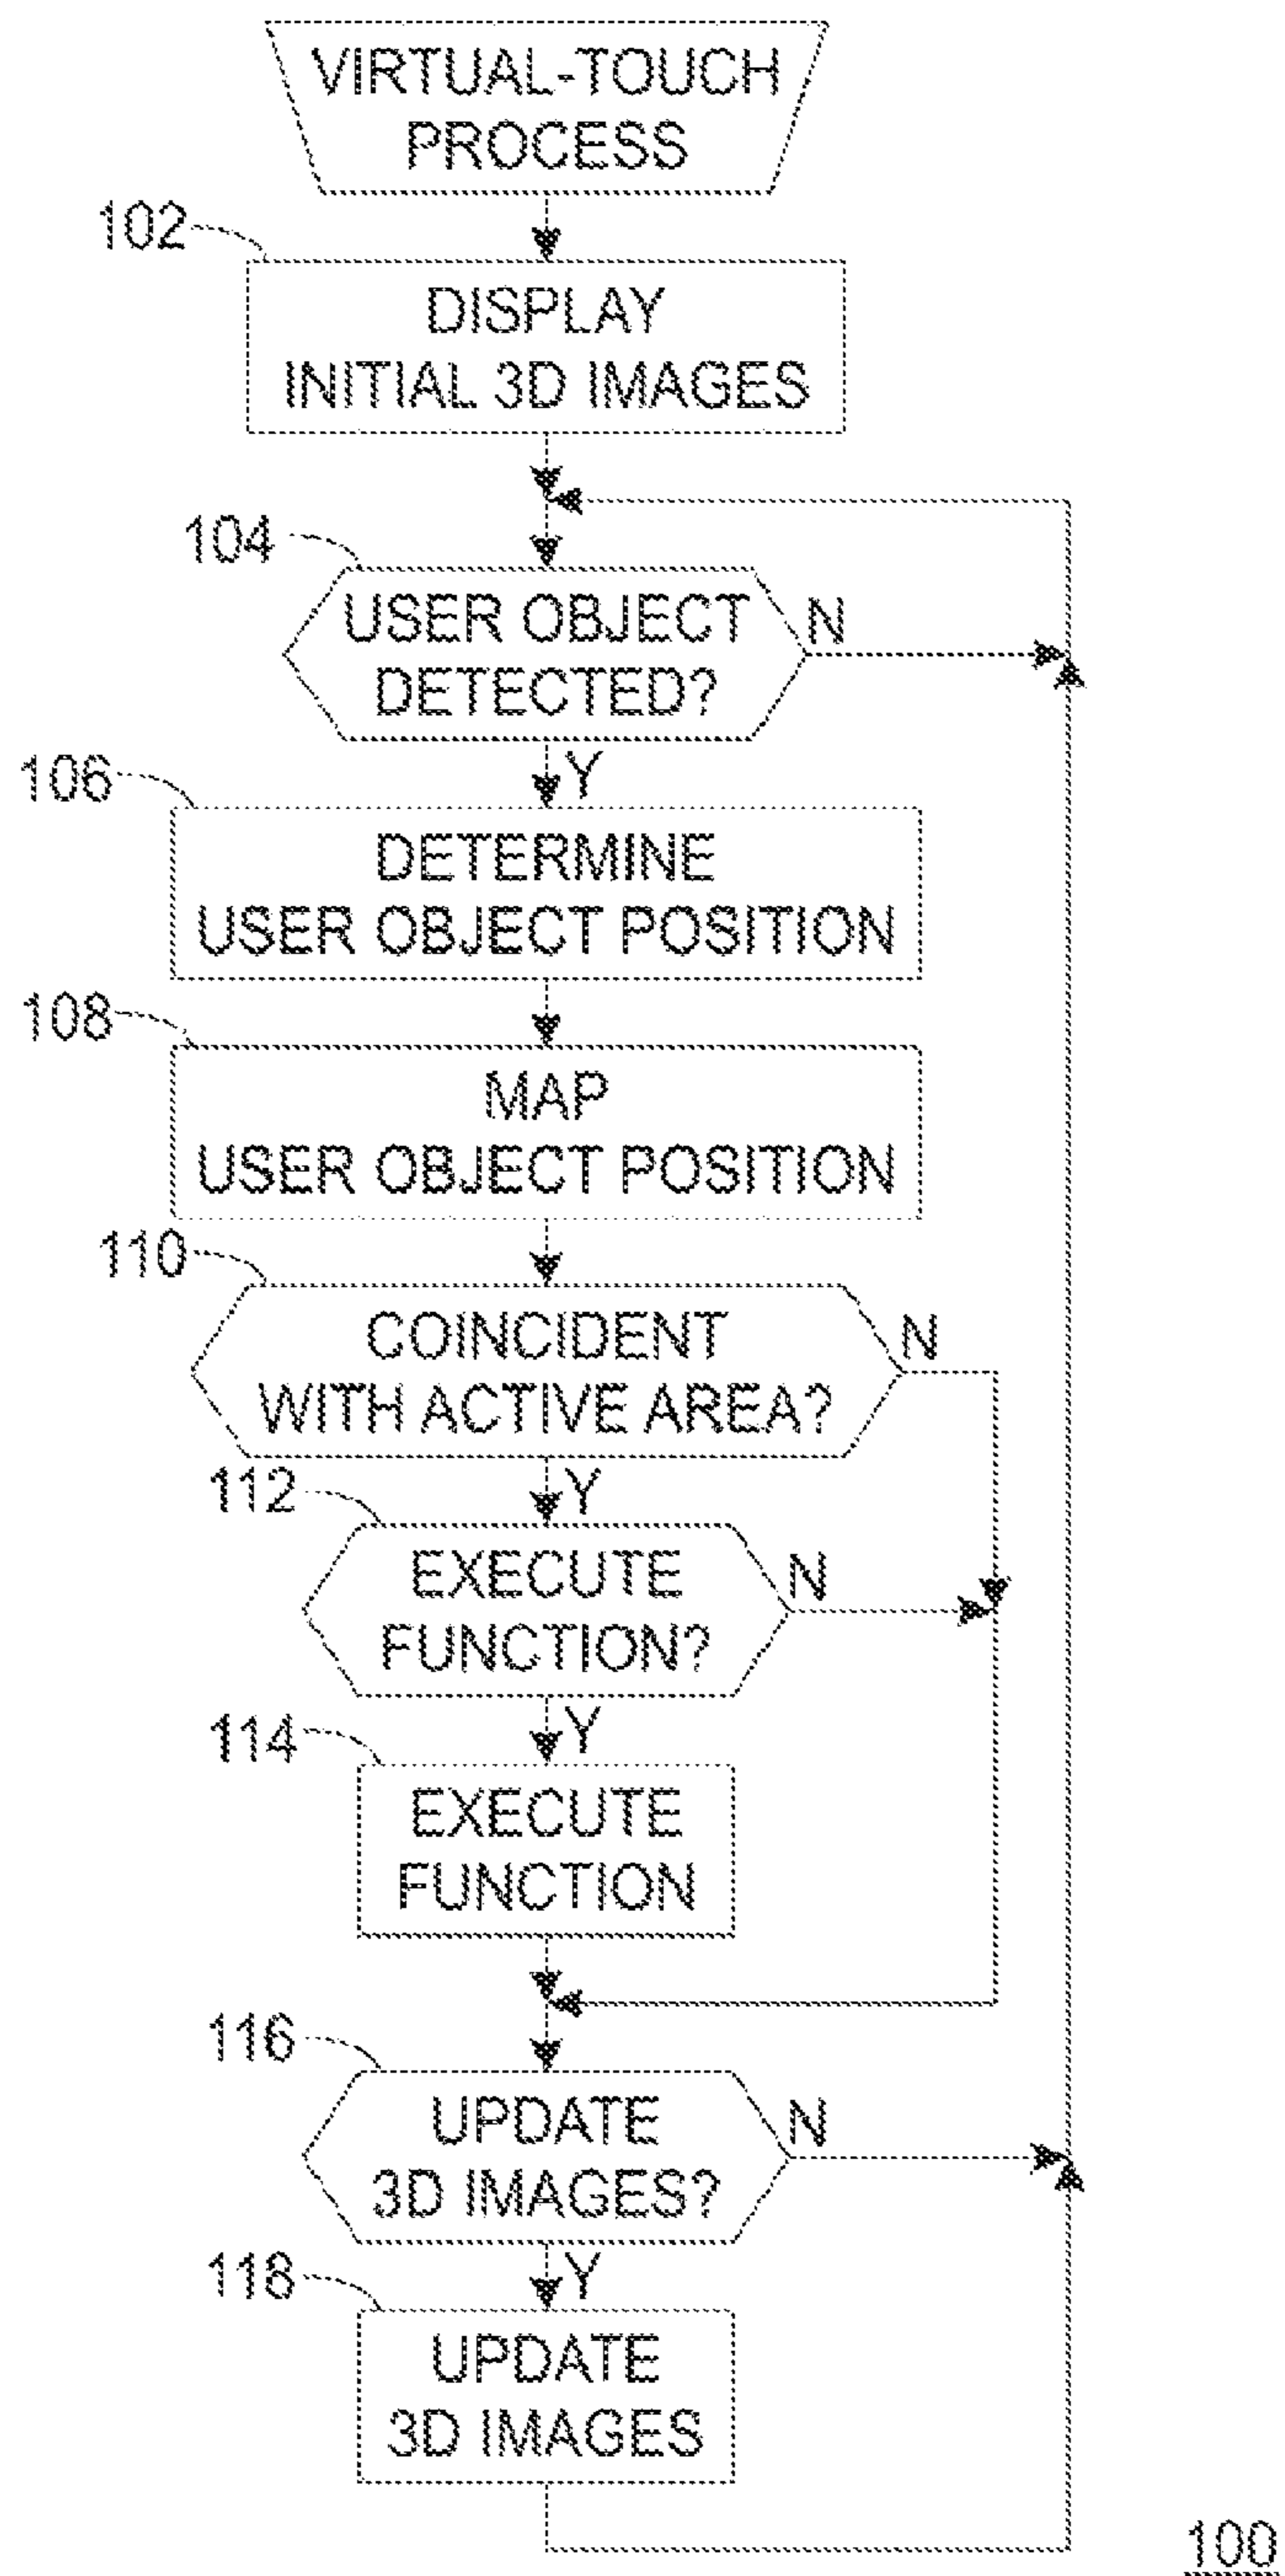 VIRTUAL-TOUCH
PROCESS
102
DISPLAY
INITIAL 3D IMAGES
104
USER OBJECT
DETECTED?
N
Y
106
DETERMINE
USER OBJECT POSITION
108
MAP
USER OBJECT POSITION
110
COINCIDENT
WITH ACTIVE AREA?
N
Y
112
EXECUTE
FUNCTION?
N
Y
114
EXECUTE
FUNCTION
116
UPDATE
3D IMAGES?
N
Y
118
UPDATE
3D IMAGES
100